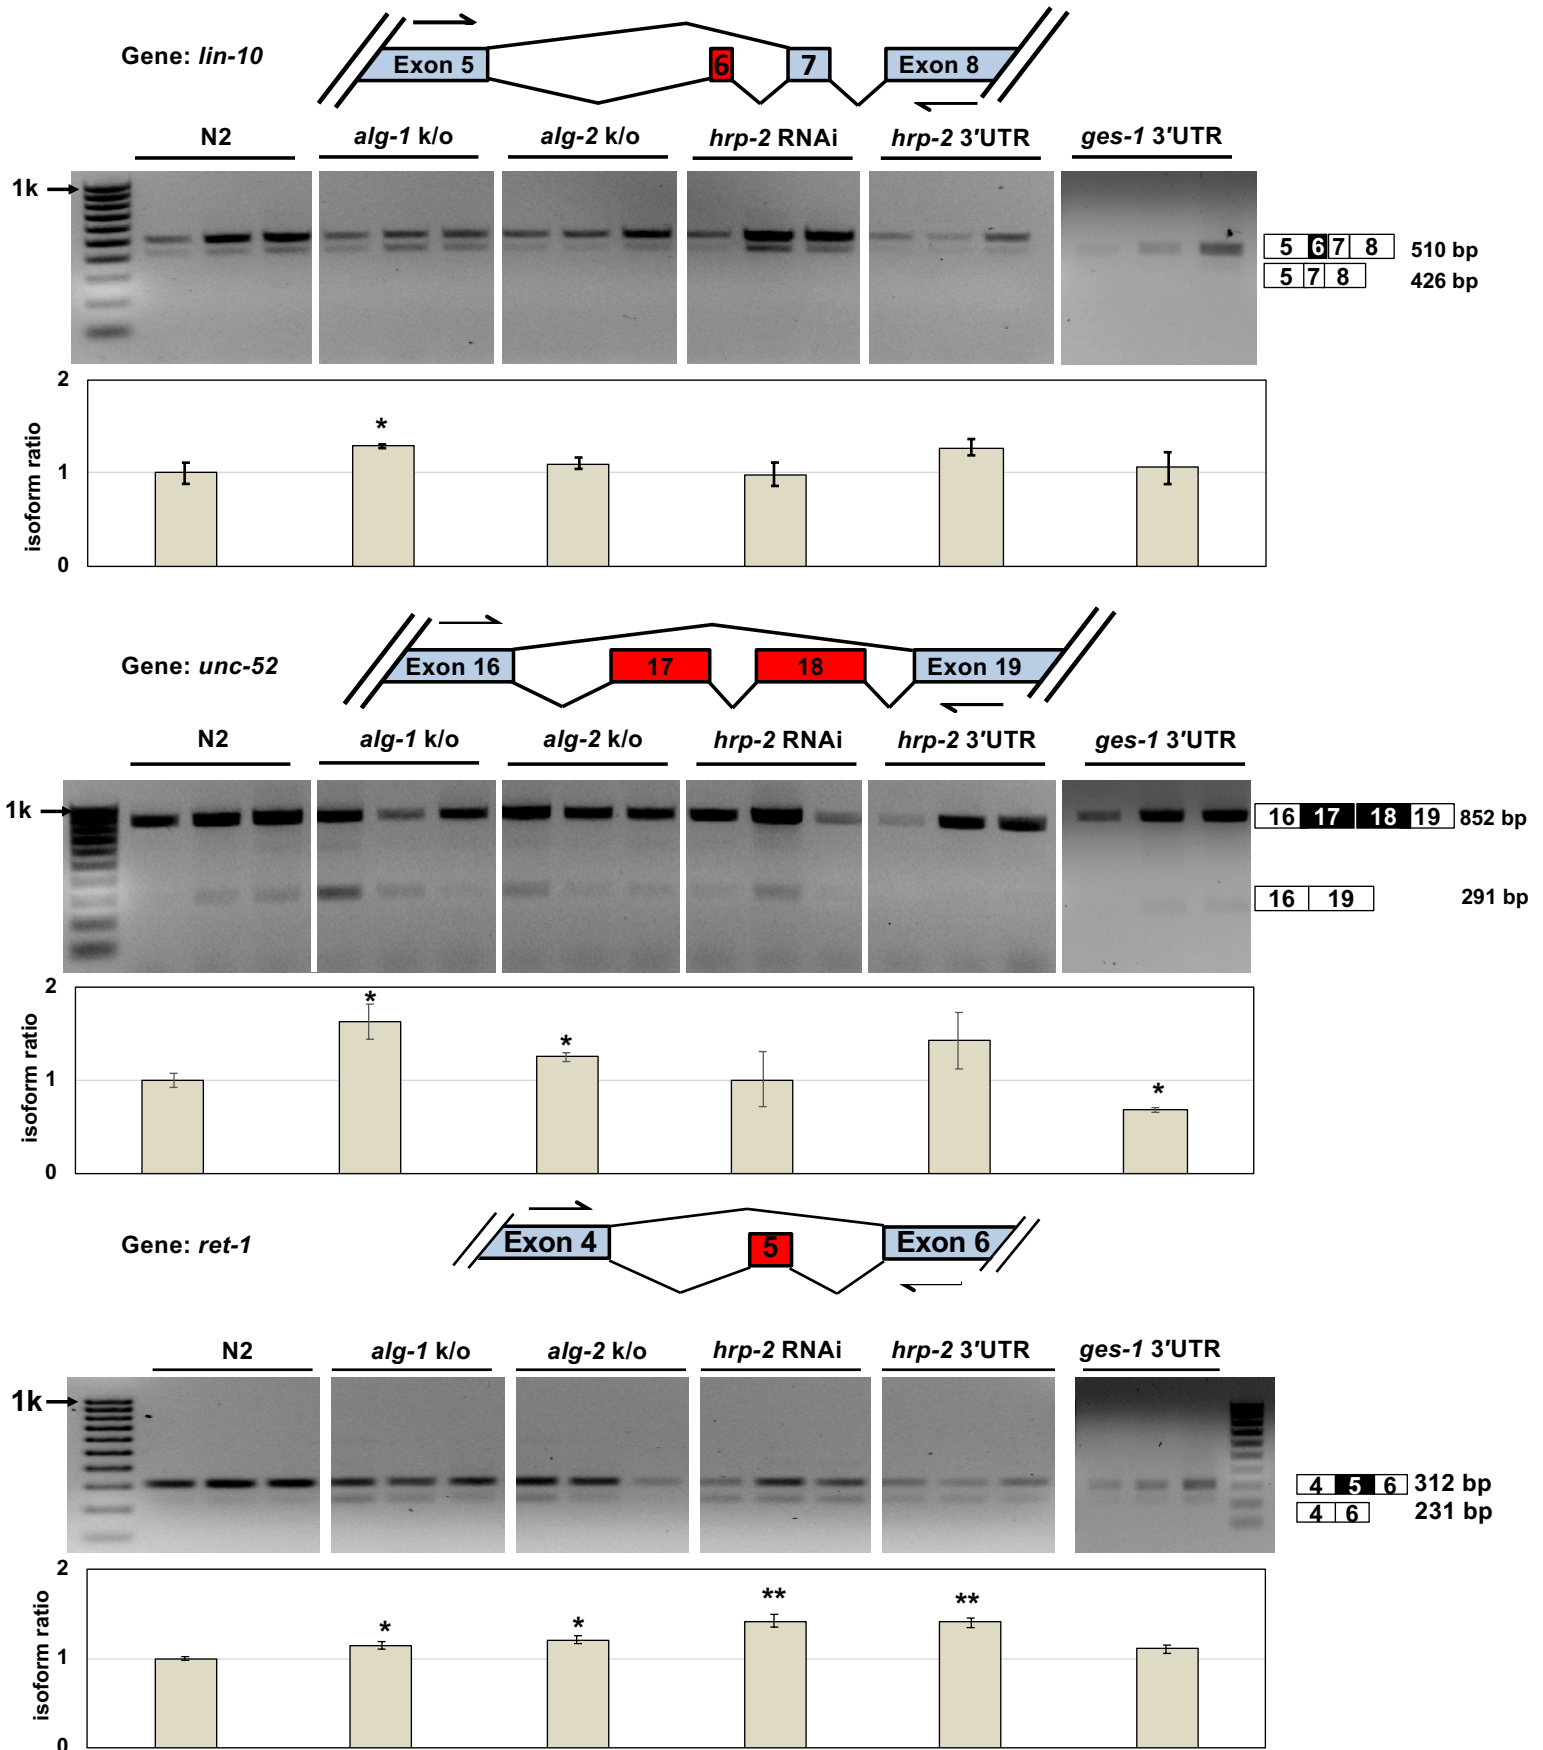 Gene: lin-10
Exon 5
6
7
Exon 8
N2
alg-1 k/o
alg-2 k/o
hrp-2 RNAi
hrp-2 3'UTR
ges-1 3'UTR
1k
5 6 7 8 510 bp
5 7 8 426 bp
isoform ratio
2
1
0
*
Gene: unc-52
Exon 16
17
18
Exon 19
N2
alg-1 k/o
alg-2 k/o
hrp-2 RNAi
hrp-2 3'UTR
ges-1 3'UTR
1k
16 17 18 19 852 bp
16 19 291 bp
isoform ratio
2
1
0
*
*
*
Gene: ret-1
Exon 4
5
Exon 6
N2
alg-1 k/o
alg-2 k/o
hrp-2 RNAi
hrp-2 3'UTR
ges-1 3'UTR
1k
4 5 6 312 bp
4 6 231 bp
isoform ratio
2
1
0
*
*
**
**